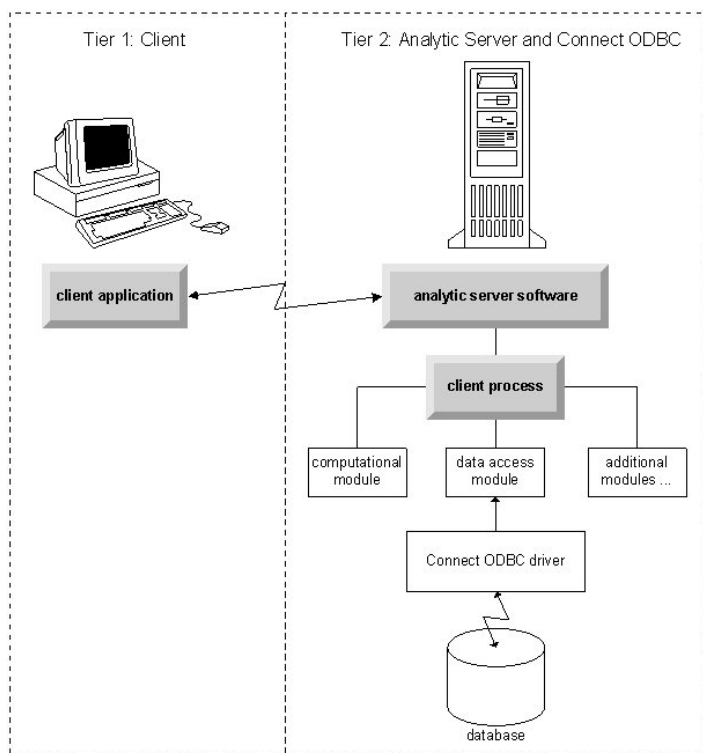 Tier 1: Client
Tier 2: Analytic Server and Connect ODBC
client application
analytic server software
client process
computational
module
data access
module
additional
modules ...
Connect ODBC driver
database